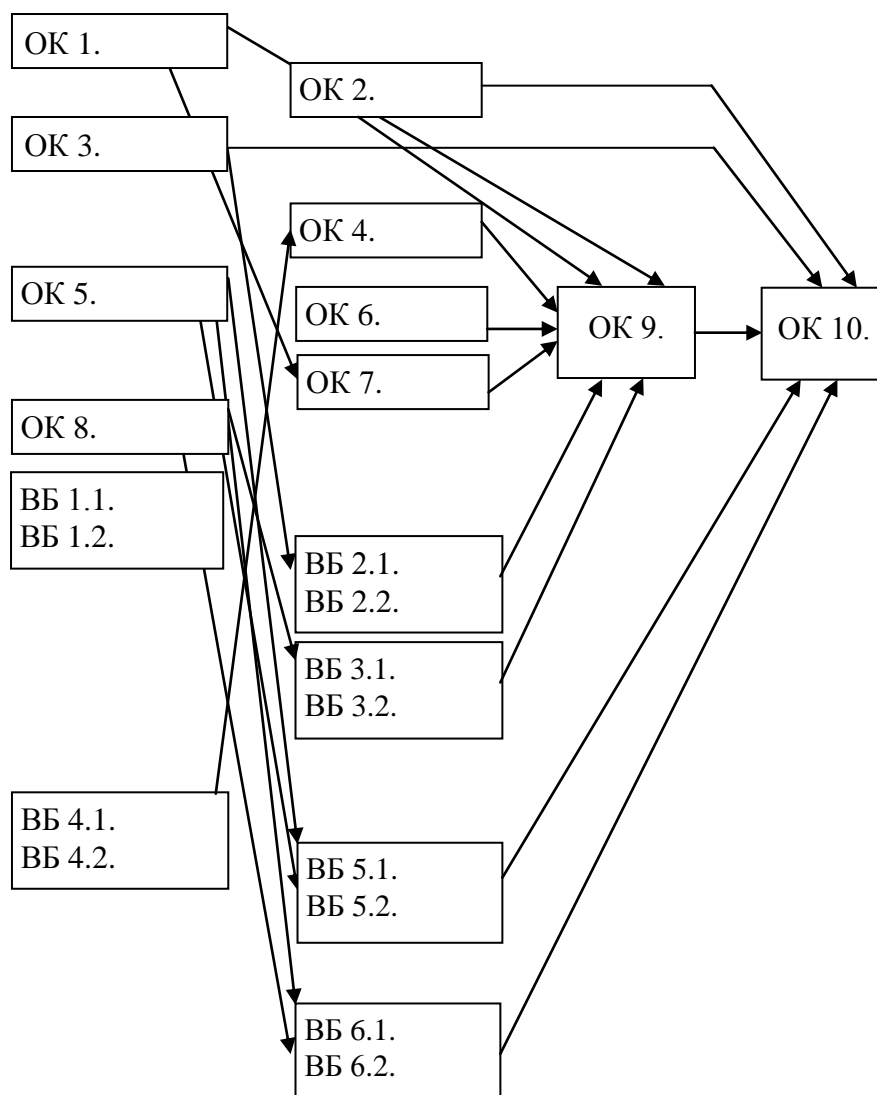 ОК 1.
ОК 2.
ОК 3.
ОК 4.
ОК 5.
ОК 6.
ОК 9.
ОК 10.
ОК 7.
ОК 8.
ВБ 1.1.
ВБ 1.2.
ВБ 2.1.
ВБ 2.2.
ВБ 3.1.
ВБ 3.2.
ВБ 4.1.
ВБ 4.2.
ВБ 5.1.
ВБ 5.2.
ВБ 6.1.
ВБ 6.2.